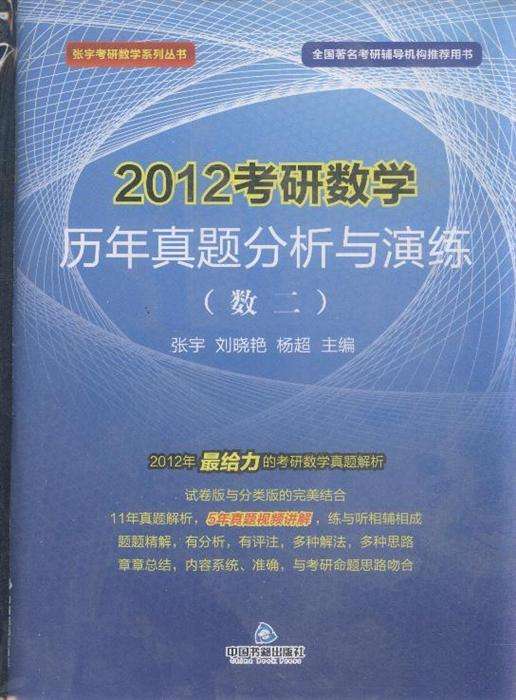 张宇考研数学系列丛书
全国著名考研辅导机构推荐用书
2012考研数学
历年真题分析与演练
(数二)
张宇 刘晓艳 杨超 主编
2012年 最给力的考研数学真题解析
试卷版与分类版的完美结合
11年真题解析，5年真题视频讲解，练与听相辅相成
题题精解，有分析，有评注，多种解法，多种思路
章章总结，内容系统、准确，与考研命题思路吻合
中国书籍出版社
China Book Press